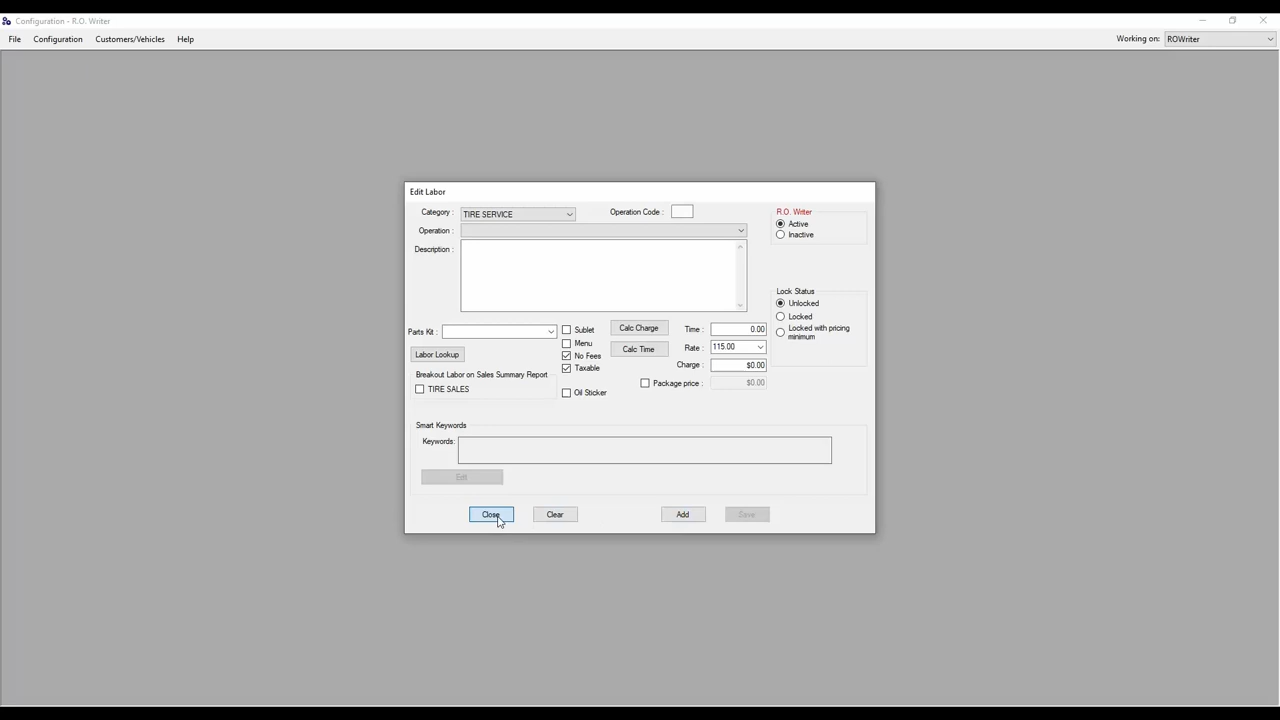 Configuration - R.O. Writer
File Configuration Customers/Vehicles Help Working on: ROWriter
Edit Labor
Category : TIRE SERVICE Operation Code : R.O. Writer
Active
Operation : Inactive
Description :
Lock Status
Unlocked
Locked
Locked with pricing minimum
Parts Kit : Sublet Calc Charge Time : 0.00
Menu Calc Time Rate : 115.00
Labor Lookup No Fees
Taxable Charge : $0.00
Breakout Labor on Sales Summary Report
TIRE SALES Oil Sticker Package price : $0.00
Smart Keywords
Keywords:
Edit
Close Clear Add Save